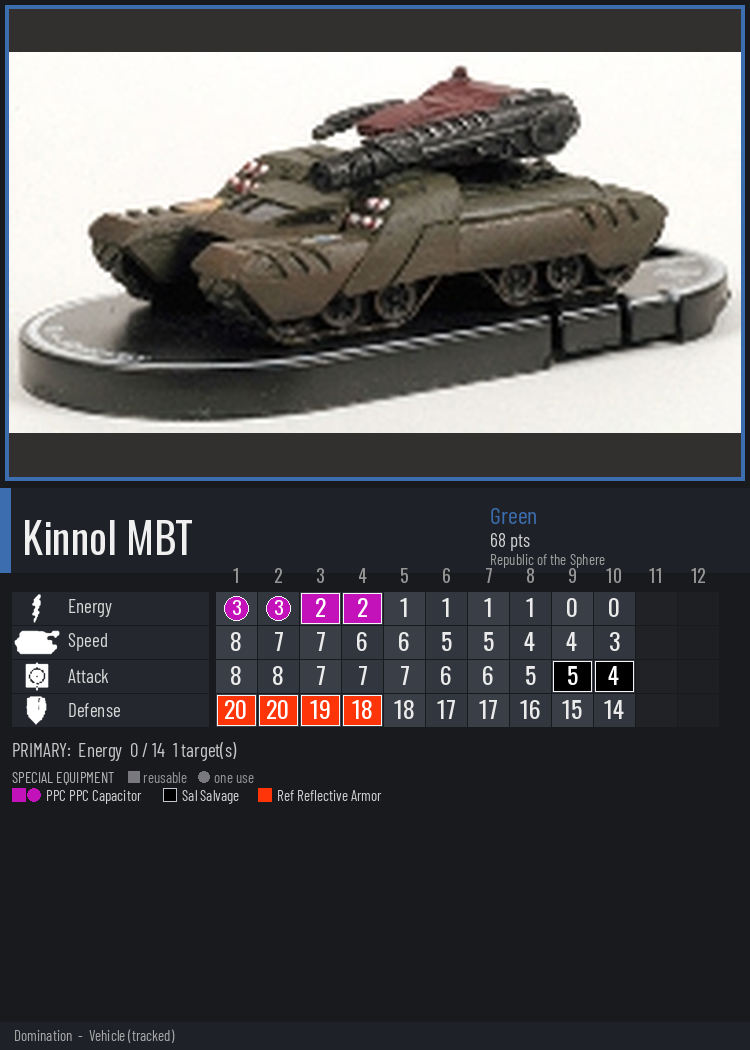 Kinnol MBT
Green
68 pts
Republic of the Sphere
1 2 3 4 5 6 7 8 9 10 11 12
Energy 3 3 2 2 1 1 1 1 0 0
Speed 8 7 7 6 6 5 5 4 4 3
Attack 8 8 7 7 7 6 6 5 5 4
Defense 20 20 19 18 18 17 17 16 15 14
PRIMARY: Energy 0 / 14 1 target(s)
SPECIAL EQUIPMENT reusable one use
PPC PPC Capacitor Sal Salvage Ref Reflective Armor
Domination - Vehicle (tracked)